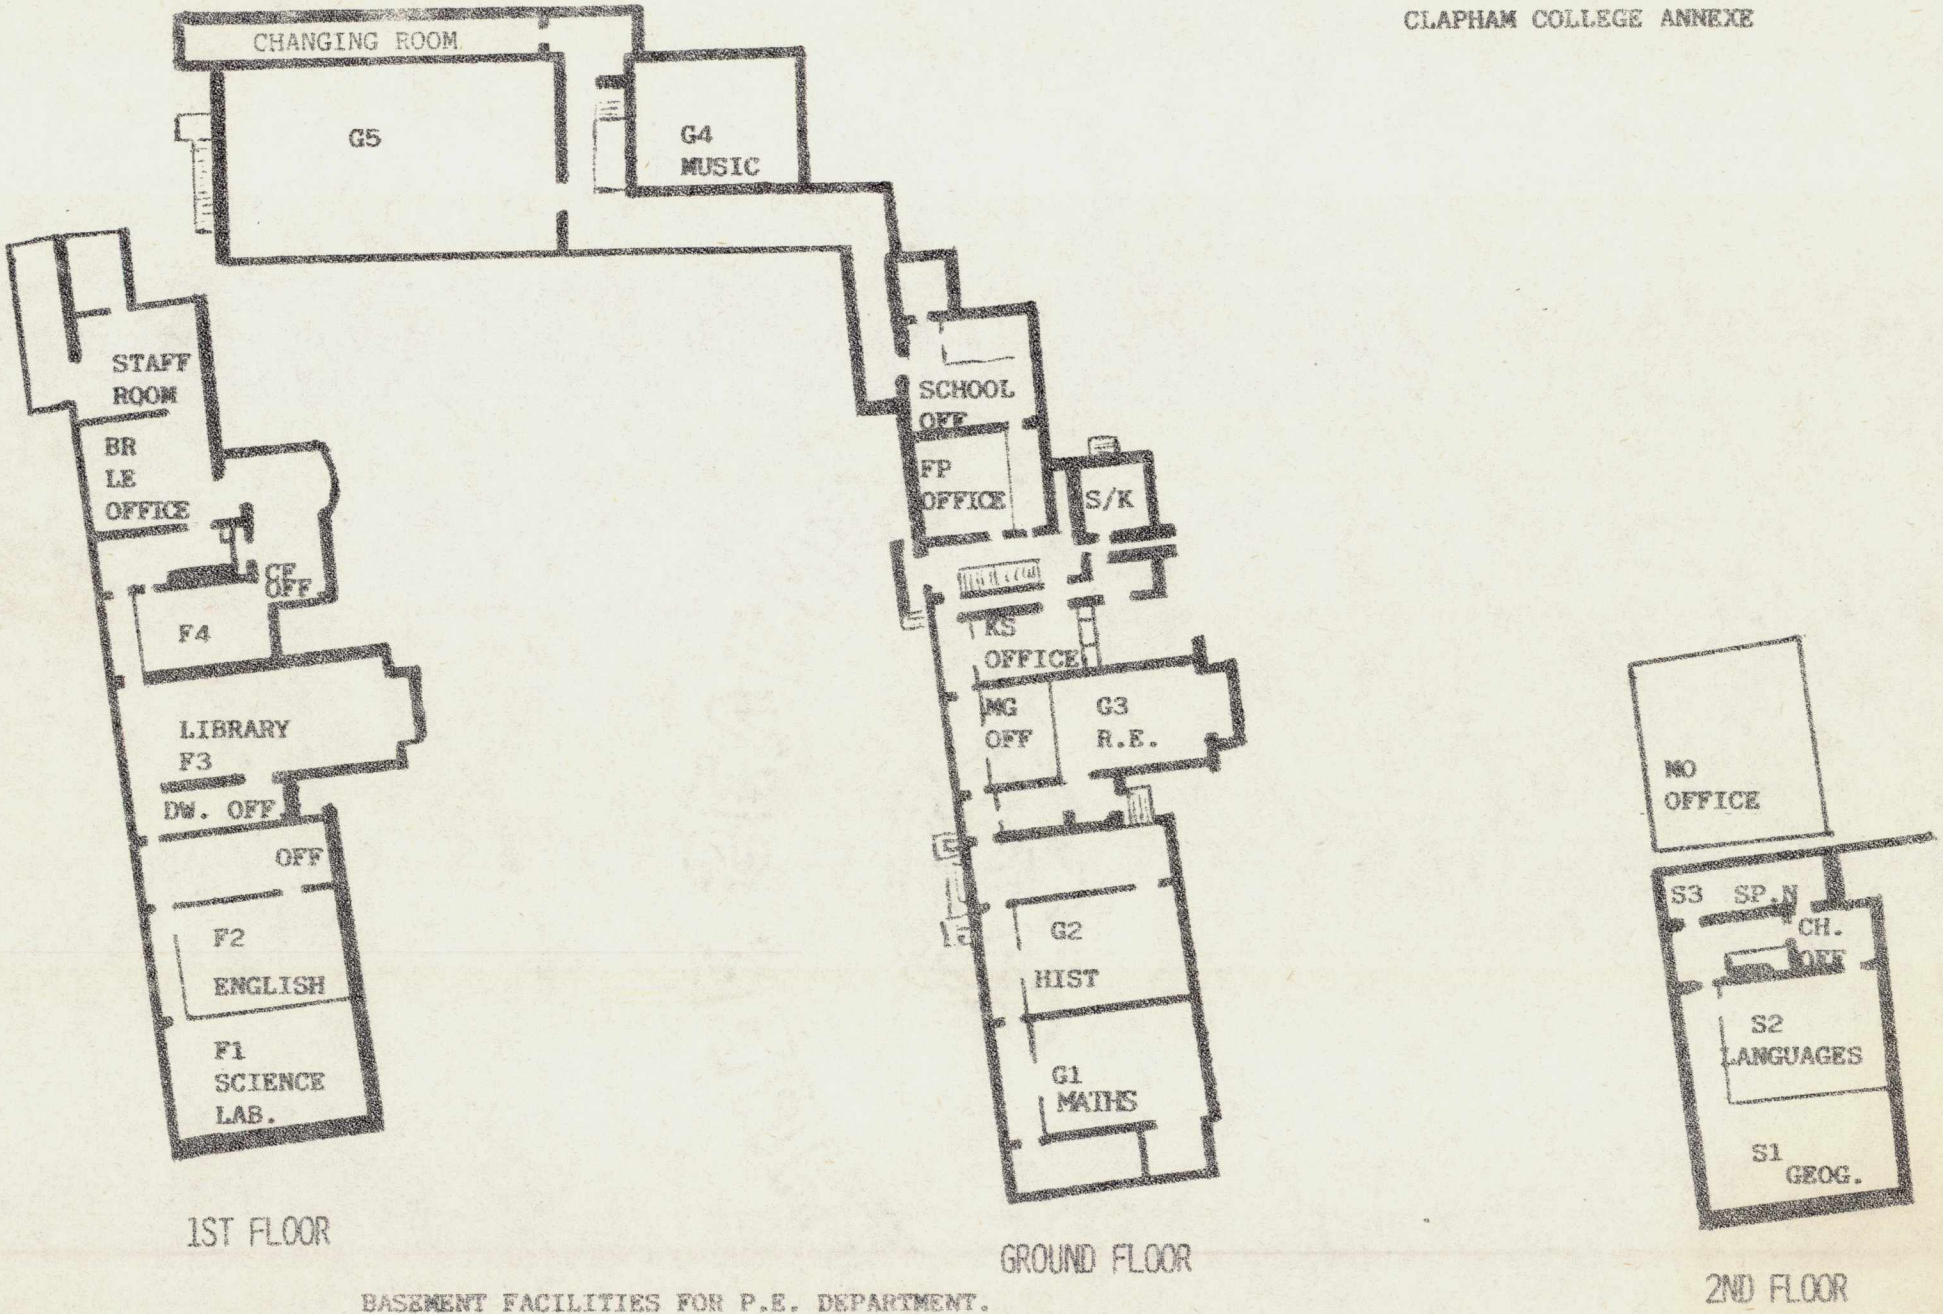 CLAPHAM COLLEGE ANNEXE
CHANGING ROOM
G5
G4
MUSIC
STAFF
ROOM
BR
LE
OFFICE
CF
OFF
F4
LIBRARY
F3
DW. OFF
OFF
F2
ENGLISH
F1
SCIENCE
LAB.
1ST FLOOR
SCHOOL
OFF
FP
OFFICE
S/K
KS
OFFICE
MG
OFF
G3
R.E.
G2
HIST
G1
MATHS
GROUND FLOOR
MO
OFFICE
S3 SP.N
CH.
OFF
S2
LANGUAGES
S1
GEOG.
2ND FLOOR
BASEMENT FACILITIES FOR P.E. DEPARTMENT.